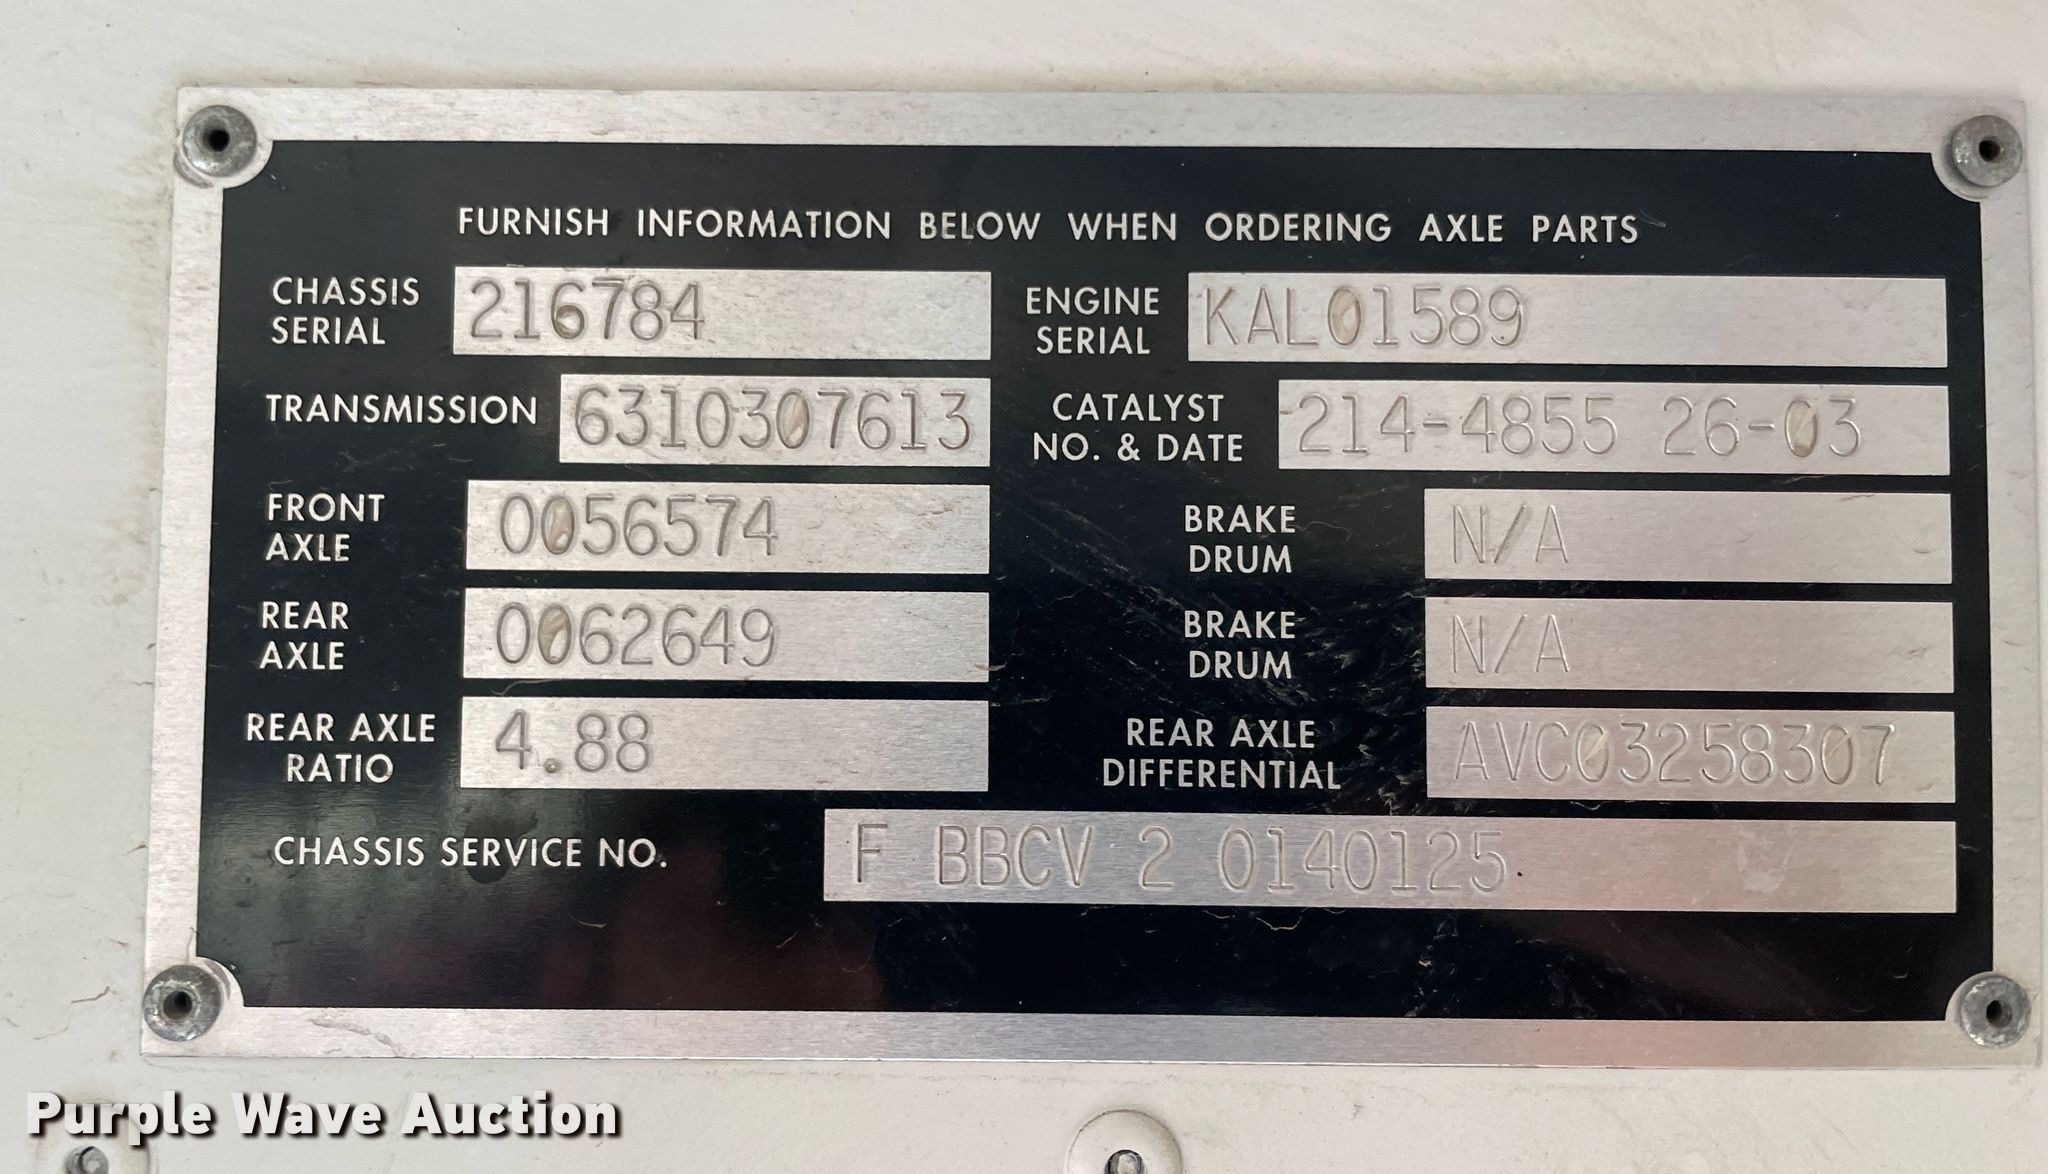 FURNISH INFORMATION BELOW WHEN ORDERING AXLE PARTS
CHASSIS SERIAL 216784
ENGINE SERIAL KAL01589
TRANSMISSION 6310307613
CATALYST NO. & DATE 214-4855 26-03
FRONT AXLE 0056574
BRAKE DRUM N/A
REAR AXLE 0062649
BRAKE DRUM N/A
REAR AXLE RATIO 4.88
REAR AXLE DIFFERENTIAL AVC03258307
CHASSIS SERVICE NO. F BBCV 2 0140125
Purple Wave Auction